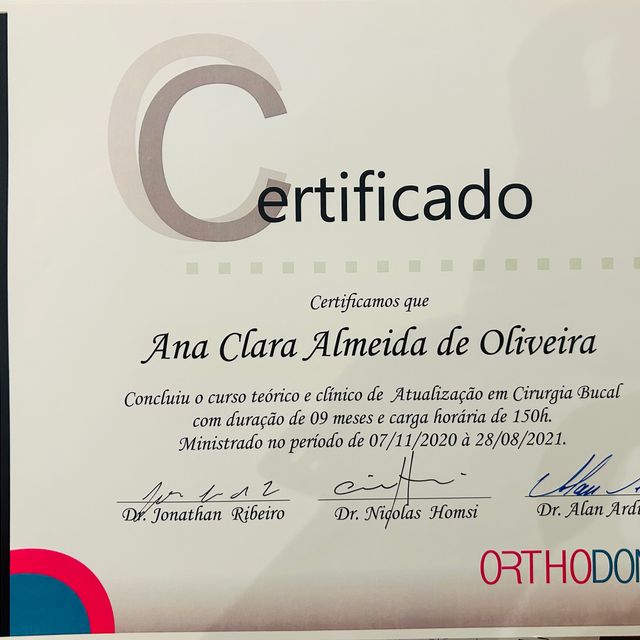 Certificado
Certificamos que
Ana Clara Almeida de Oliveira
Concluiu o curso teórico e clínico de Atualização em Cirurgia Bucal
com duração de 09 meses e carga horária de 150h.
Ministrado no período de 07/11/2020 à 28/08/2021.
Dr. Jonathan Ribeiro
Dr. Nicolas Homsi
Dr. Alan